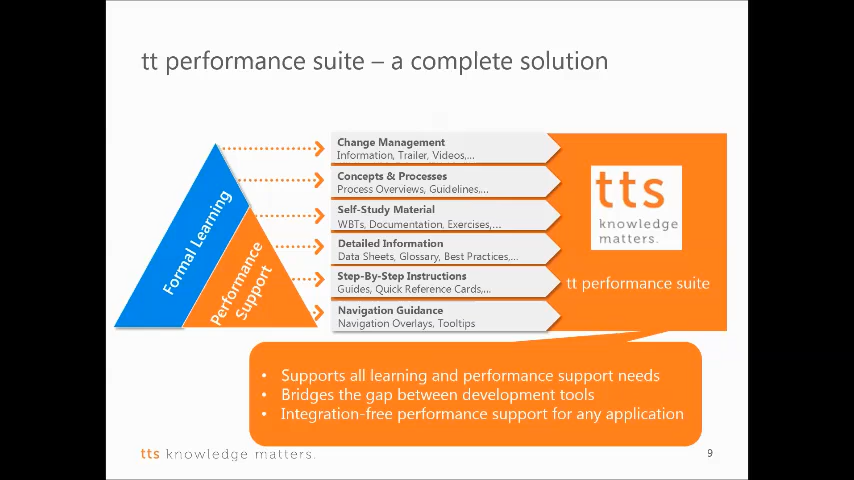 tt performance suite – a complete solution
Formal Learning
Performance
Support
Change Management
Information, Trailer, Videos,...
Concepts & Processes
Process Overviews, Guidelines,...
Self-Study Material
WBTs, Documentation, Exercises,...
Detailed Information
Data Sheets, Glossary, Best Practices,...
Step-By-Step Instructions
Guides, Quick Reference Cards,...
Navigation Guidance
Navigation Overlays, Tooltips
tts
knowledge
matters.
tt performance suite
• Supports all learning and performance support needs
• Bridges the gap between development tools
• Integration-free performance support for any application
tts knowledge matters.
9